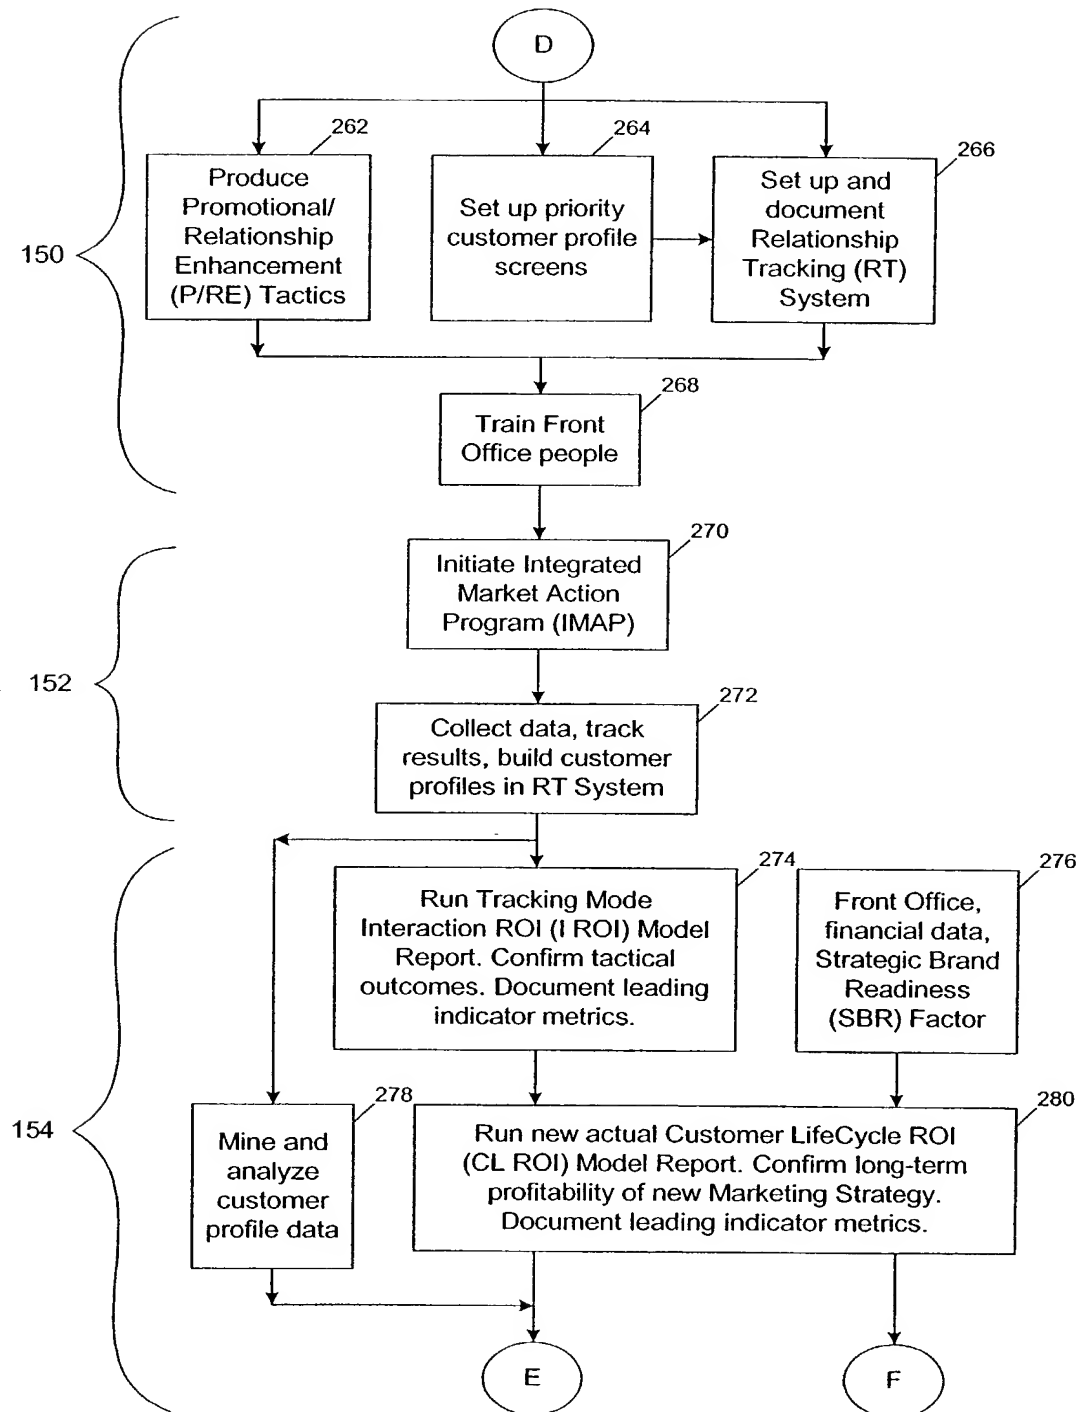 D
262
264
266
Produce
Promotional/
Relationship
Enhancement
(P/RE) Tactics
Set up priority
customer profile
screens
Set up and
document
Relationship
Tracking (RT)
System
150
268
Train Front
Office people
270
Initiate Integrated
Market Action
Program (IMAP)
152
272
Collect data, track
results, build customer
profiles in RT System
274
276
Run Tracking Mode
Interaction ROI (I ROI) Model
Report. Confirm tactical
outcomes. Document leading
indicator metrics.
Front Office,
financial data,
Strategic Brand
Readiness
(SBR) Factor
154
278
280
Mine and
analyze
customer
profile data
Run new actual Customer LifeCycle ROI
(CL ROI) Model Report. Confirm long-term
profitability of new Marketing Strategy.
Document leading indicator metrics.
E
F